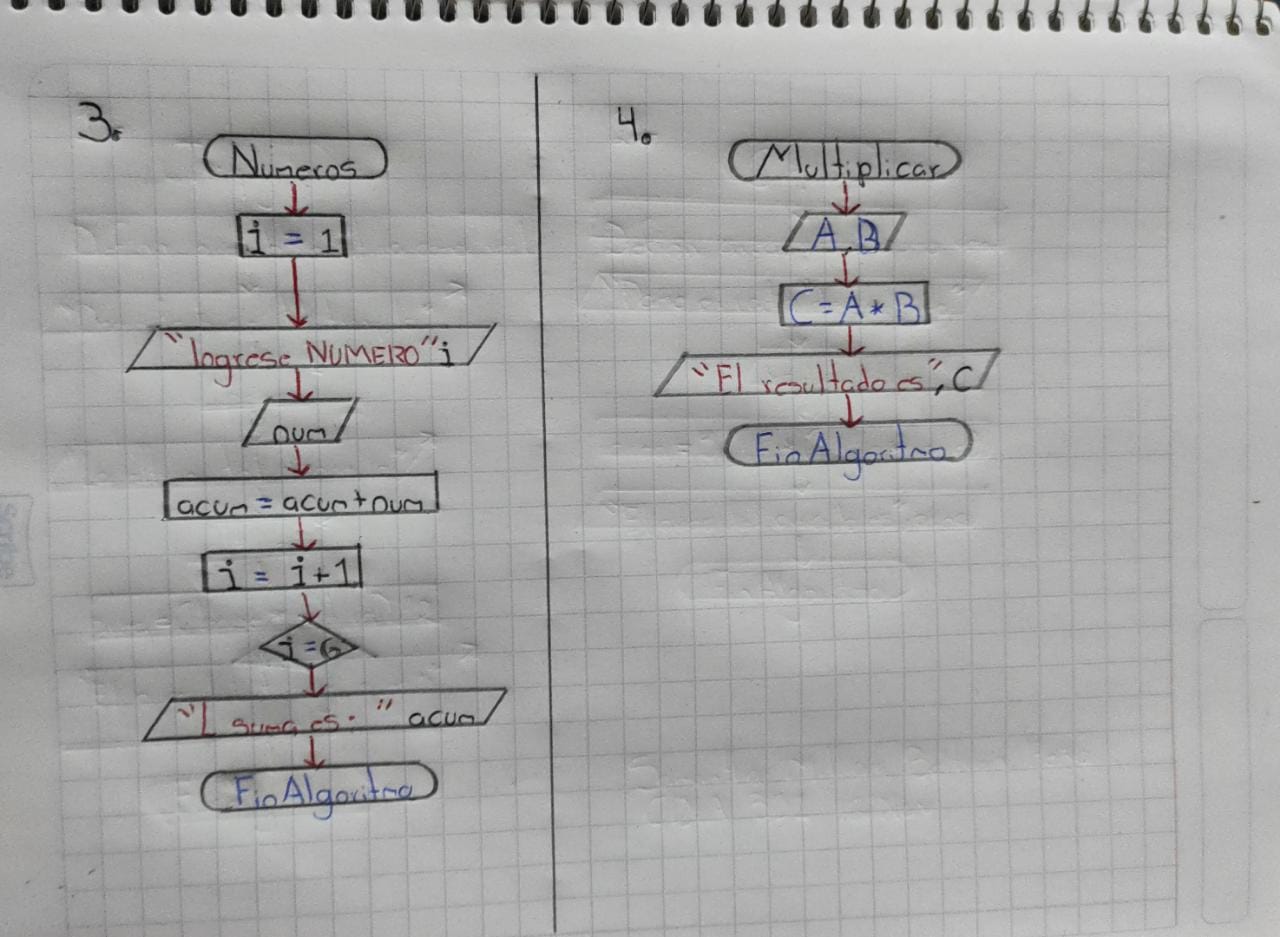 3.
Numeros
i = 1
"Ingrese NUMERO" i
num
acum = acum + num
i = i+1
i = 6
"L suma es. " acum
Fin Algoritmo
4.
Multiplicar
A, B
C = A * B
"El resultado es", C
Fin Algoritmo